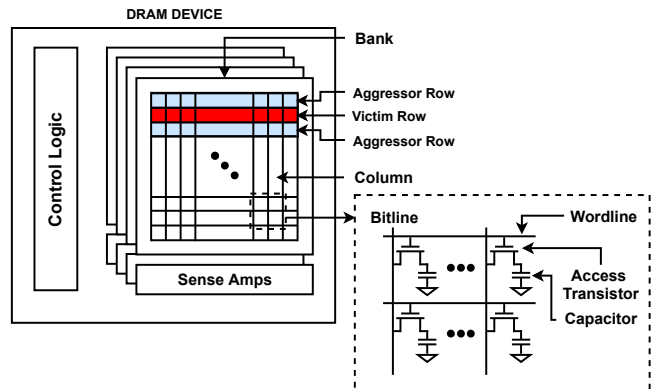 DRAM DEVICE
Control Logic
Bank
Aggressor Row
Victim Row
Aggressor Row
Column
Sense Amps
Bitline
Wordline
Access
Transistor
Capacitor